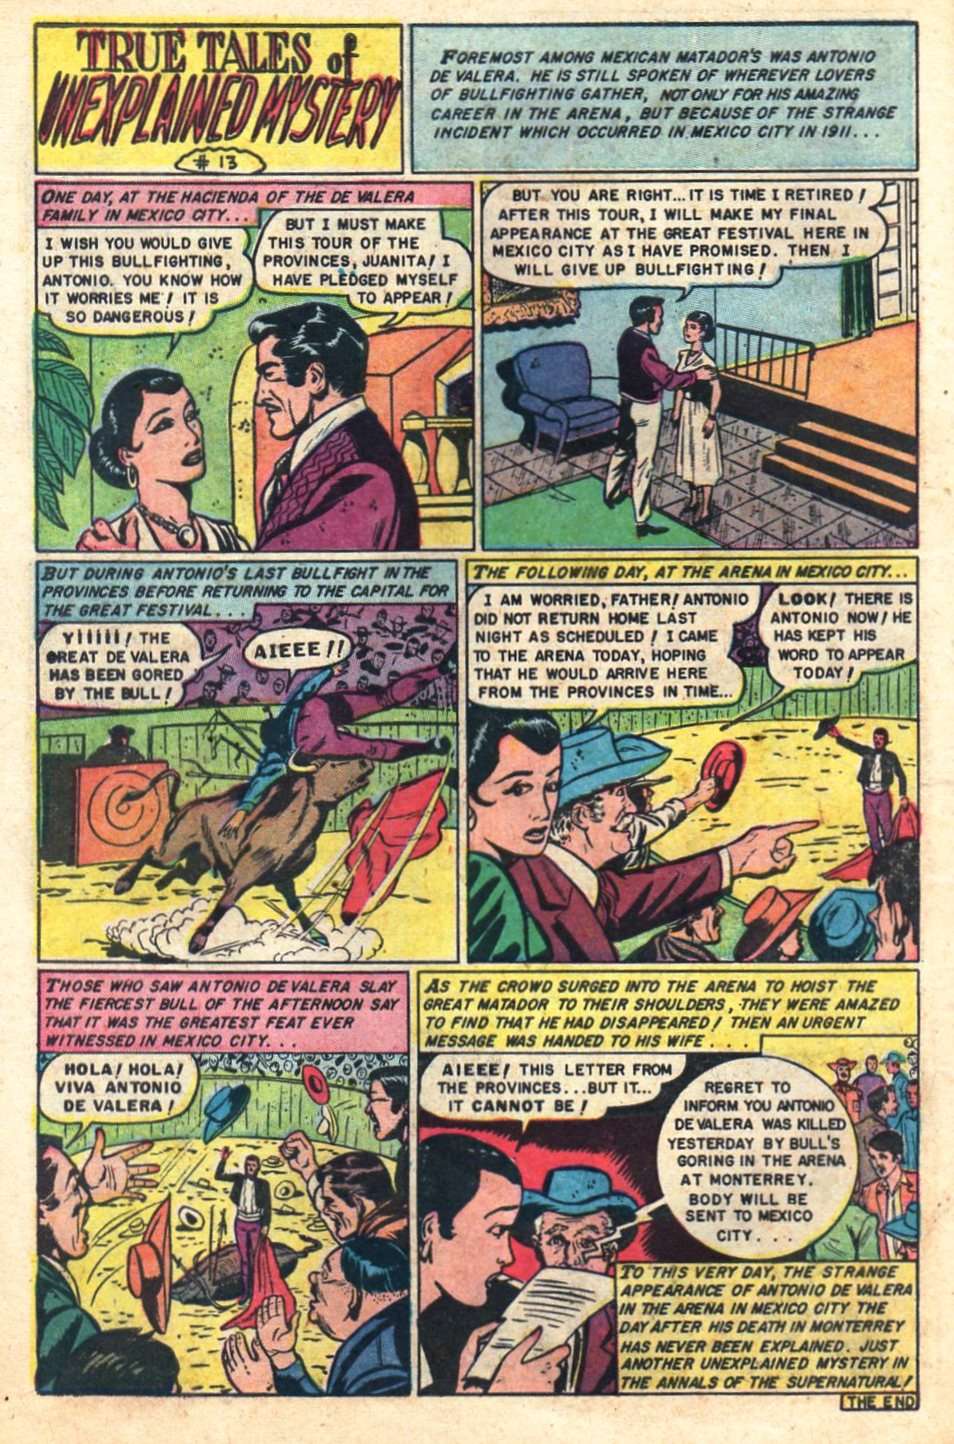 TRUE TALES of
UNEXPLAINED MYSTERY
# 13
FOREMOST AMONG MEXICAN MATADOR'S WAS ANTONIO
DE VALERA. HE IS STILL SPOKEN OF WHEREVER LOVERS
OF BULLFIGHTING GATHER, NOT ONLY FOR HIS AMAZING
CAREER IN THE ARENA, BUT BECAUSE OF THE STRANGE
INCIDENT WHICH OCCURRED IN MEXICO CITY IN 1911...
ONE DAY, AT THE HACIENDA OF THE DE VALERA
FAMILY IN MEXICO CITY...
I WISH YOU WOULD GIVE
UP THIS BULLFIGHTING,
ANTONIO. YOU KNOW HOW
IT WORRIES ME! IT IS
SO DANGEROUS!
BUT I MUST MAKE
THIS TOUR OF THE
PROVINCES, JUANITA! I
HAVE PLEDGED MYSELF
TO APPEAR!
BUT YOU ARE RIGHT... IT IS TIME I RETIRED!
AFTER THIS TOUR, I WILL MAKE MY FINAL
APPEARANCE AT THE GREAT FESTIVAL HERE IN
MEXICO CITY AS I HAVE PROMISED. THEN I
WILL GIVE UP BULLFIGHTING!
BUT DURING ANTONIO'S LAST BULLFIGHT IN THE
PROVINCES BEFORE RETURNING TO THE CAPITAL FOR
THE GREAT FESTIVAL...
YIIIIII! THE
GREAT DE VALERA
HAS BEEN GORED
BY THE BULL!
AIEEE!!
THE FOLLOWING DAY, AT THE ARENA IN MEXICO CITY...
I AM WORRIED, FATHER! ANTONIO
DID NOT RETURN HOME LAST
NIGHT AS SCHEDULED! I CAME
TO THE ARENA TODAY, HOPING
THAT HE WOULD ARRIVE HERE
FROM THE PROVINCES IN TIME...
LOOK! THERE IS
ANTONIO NOW! HE
HAS KEPT HIS
WORD TO APPEAR
TODAY!
THOSE WHO SAW ANTONIO DE VALERA SLAY
THE FIERCEST BULL OF THE AFTERNOON SAY
THAT IT WAS THE GREATEST FEAT EVER
WITNESSED IN MEXICO CITY...
HOLA! HOLA!
VIVA ANTONIO
DE VALERA!
AS THE CROWD SURGED INTO THE ARENA TO HOIST THE
GREAT MATADOR TO THEIR SHOULDERS, THEY WERE AMAZED
TO FIND THAT HE HAD DISAPPEARED! THEN AN URGENT
MESSAGE WAS HANDED TO HIS WIFE...
AIEEE! THIS LETTER FROM
THE PROVINCES...BUT IT...
IT CANNOT BE!
REGRET TO
INFORM YOU ANTONIO
DE VALERA WAS KILLED
YESTERDAY BY BULL'S
GORING IN THE ARENA
AT MONTERREY.
BODY WILL BE
SENT TO MEXICO
CITY...
TO THIS VERY DAY, THE STRANGE
APPEARANCE OF ANTONIO DE VALERA
IN THE ARENA IN MEXICO CITY THE
DAY AFTER HIS DEATH IN MONTERREY
HAS NEVER BEEN EXPLAINED. JUST
ANOTHER UNEXPLAINED MYSTERY IN
THE ANNALS OF THE SUPERNATURAL!
THE END